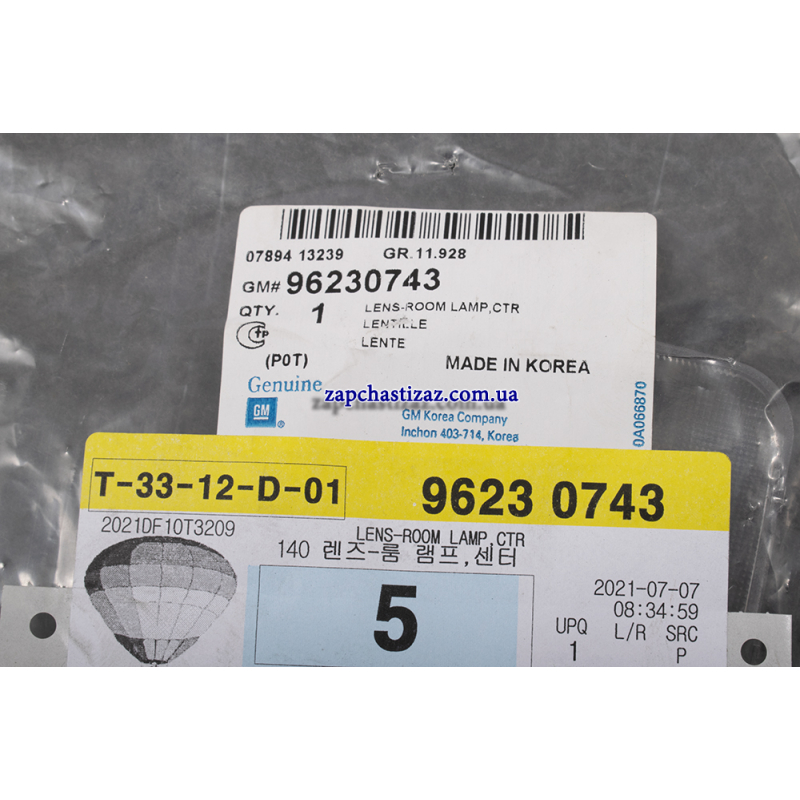 07894 13239 GR.11.928
GM# 96230743
QTY. 1 LENS-ROOM LAMP,CTR
LENTILLE
LENTE
(P0T) MADE IN KOREA
Genuine
zapchastizaz.com.ua
zapchastizaz.com.ua
GM
GM Korea Company
Inchon 403-714, Korea
0A066870
T-33-12-D-01 9623 0743
2021DF10T3209
LENS-ROOM LAMP,CTR
140 렌즈-룸 램프,센터
5
2021-07-07
08:34:59
UPQ L/R SRC
1 P